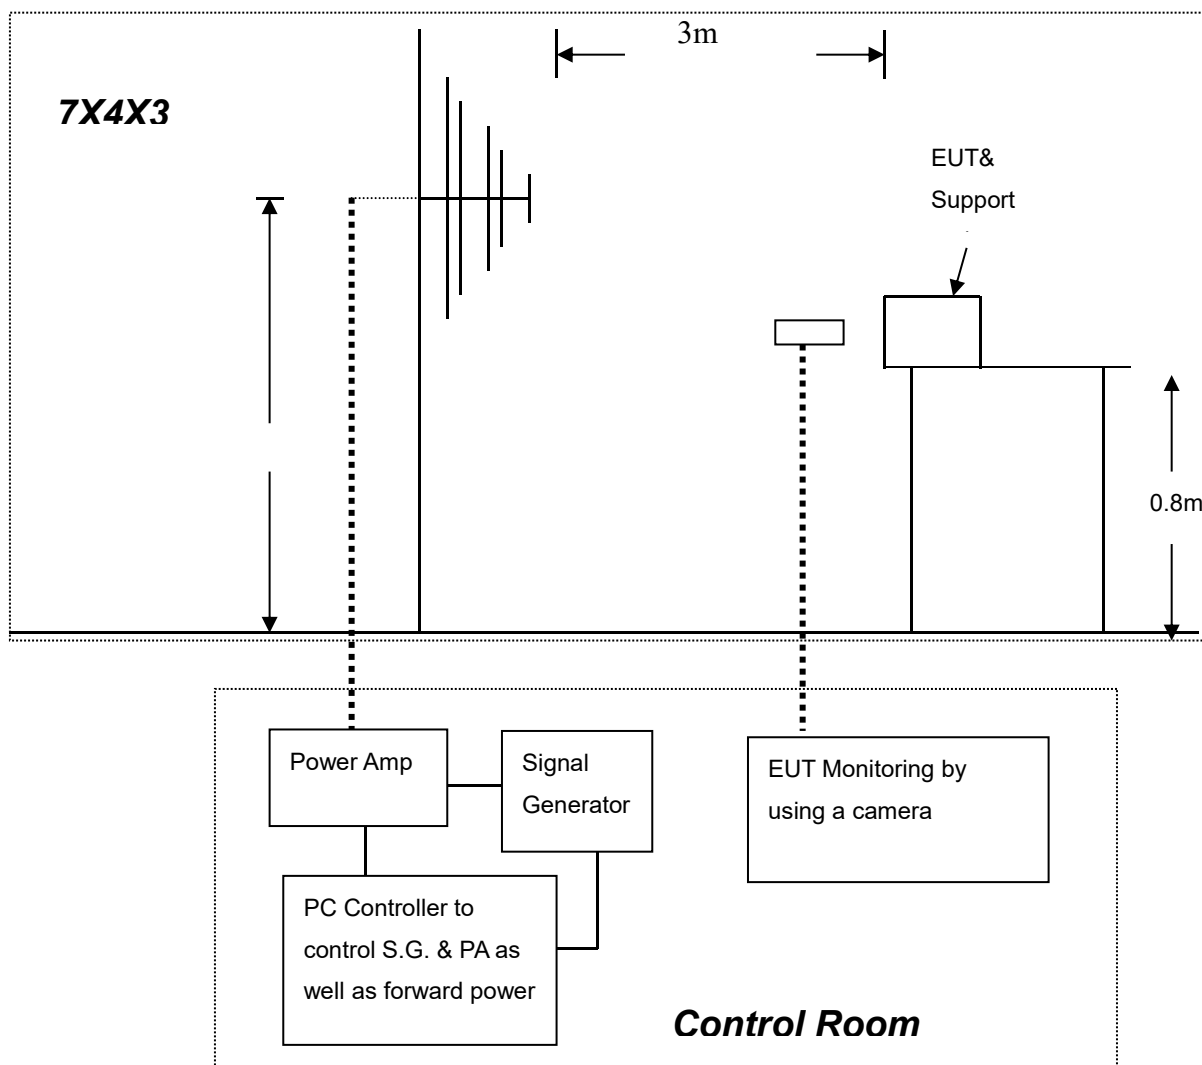 3m
7X4X3
EUT&
Support
0.8m
Power Amp
Signal
Generator
EUT Monitoring by
using a camera
PC Controller to
control S.G. & PA as
well as forward power
Control Room